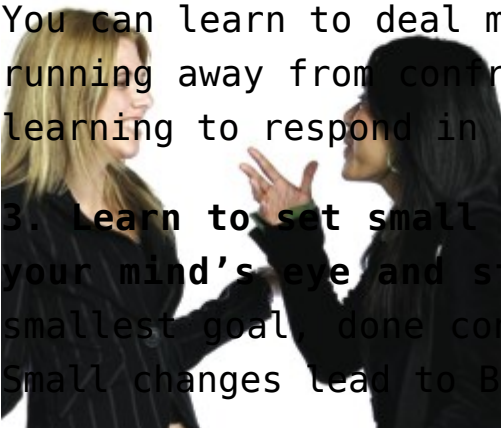 You can learn to deal m
running away from confr
learning to respond in
3. Learn to set small
your mind’s eye and st
smallest goal, done con
Small changes lead to B